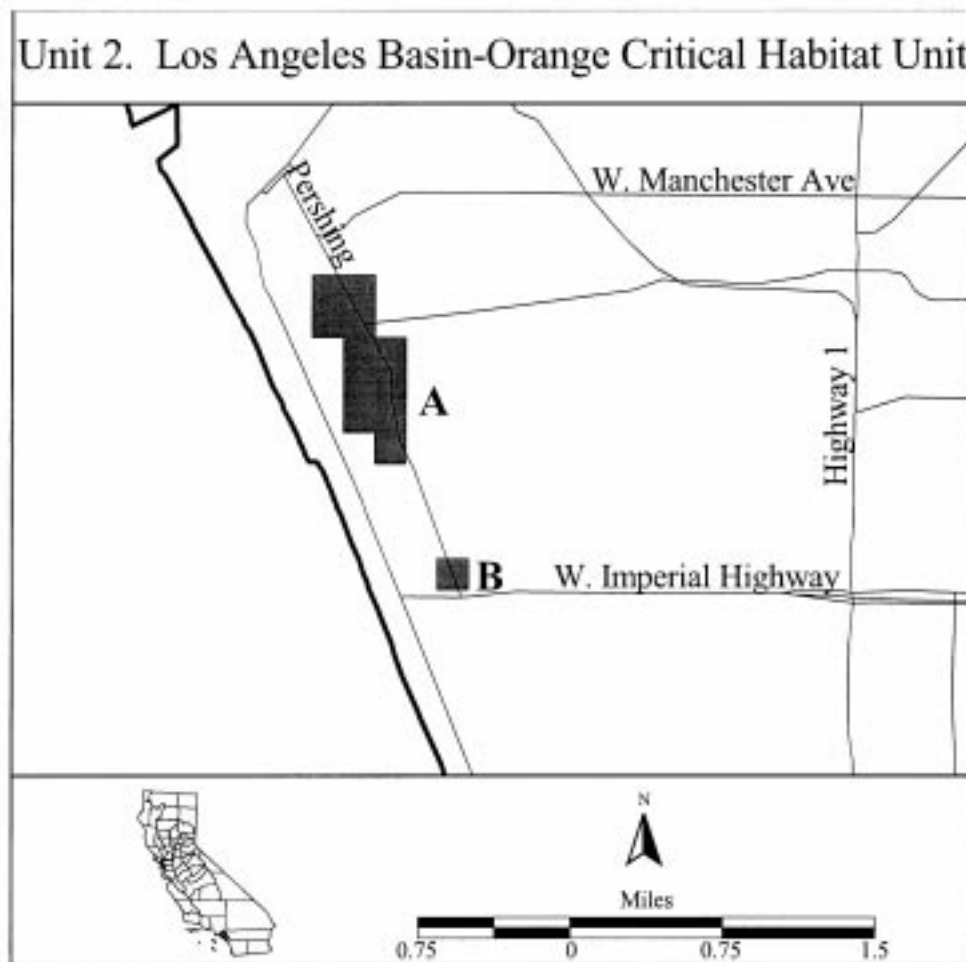 Unit 2. Los Angeles Basin-Orange Critical Habitat Unit
Pershing
W. Manchester Ave
Highway 1
A
B
W. Imperial Highway
N
Miles
0.75 0 0.75 1.5